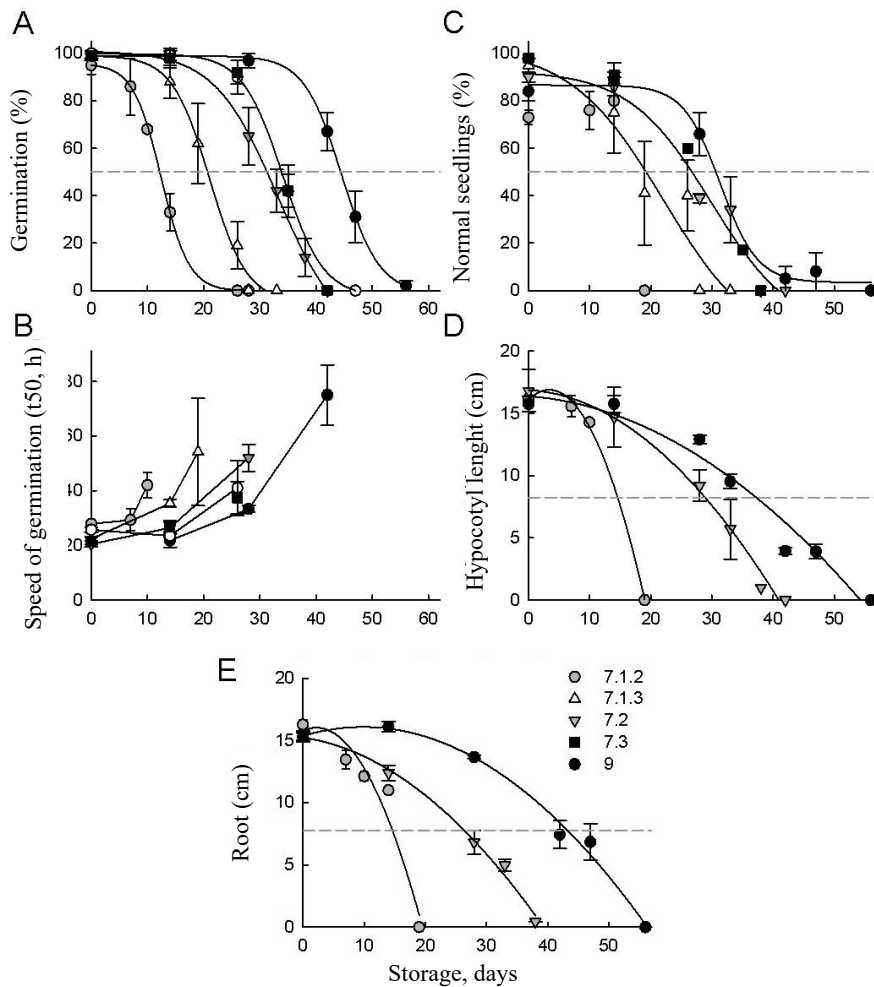 A
Germination (%)
100
80
60
40
20
0
0 10 20 30 40 50 60
C
Normal seedlings (%)
100
80
60
40
20
0
0 10 20 30 40 50
B
Speed of germination (t50, h)
80
60
40
20
0
0 10 20 30 40 50 60
D
Hypocotyl lenght (cm)
20
15
10
5
0
0 10 20 30 40 50
E
Root (cm)
20
15
10
5
0
0 10 20 30 40 50
7.1.2
7.1.3
7.2
7.3
9
Storage, days